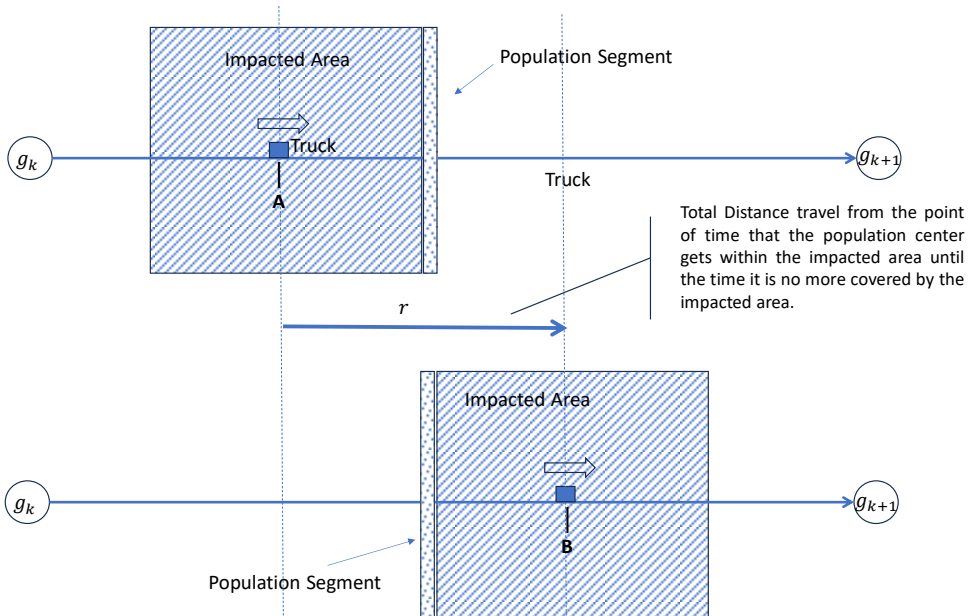 Impacted Area
Population Segment
Truck
g_k
g_{k+1}
Truck
A
Total Distance travel from the point
of time that the population center
gets within the impacted area until
the time it is no more covered by the
impacted area.
r
Impacted Area
g_k
g_{k+1}
B
Population Segment